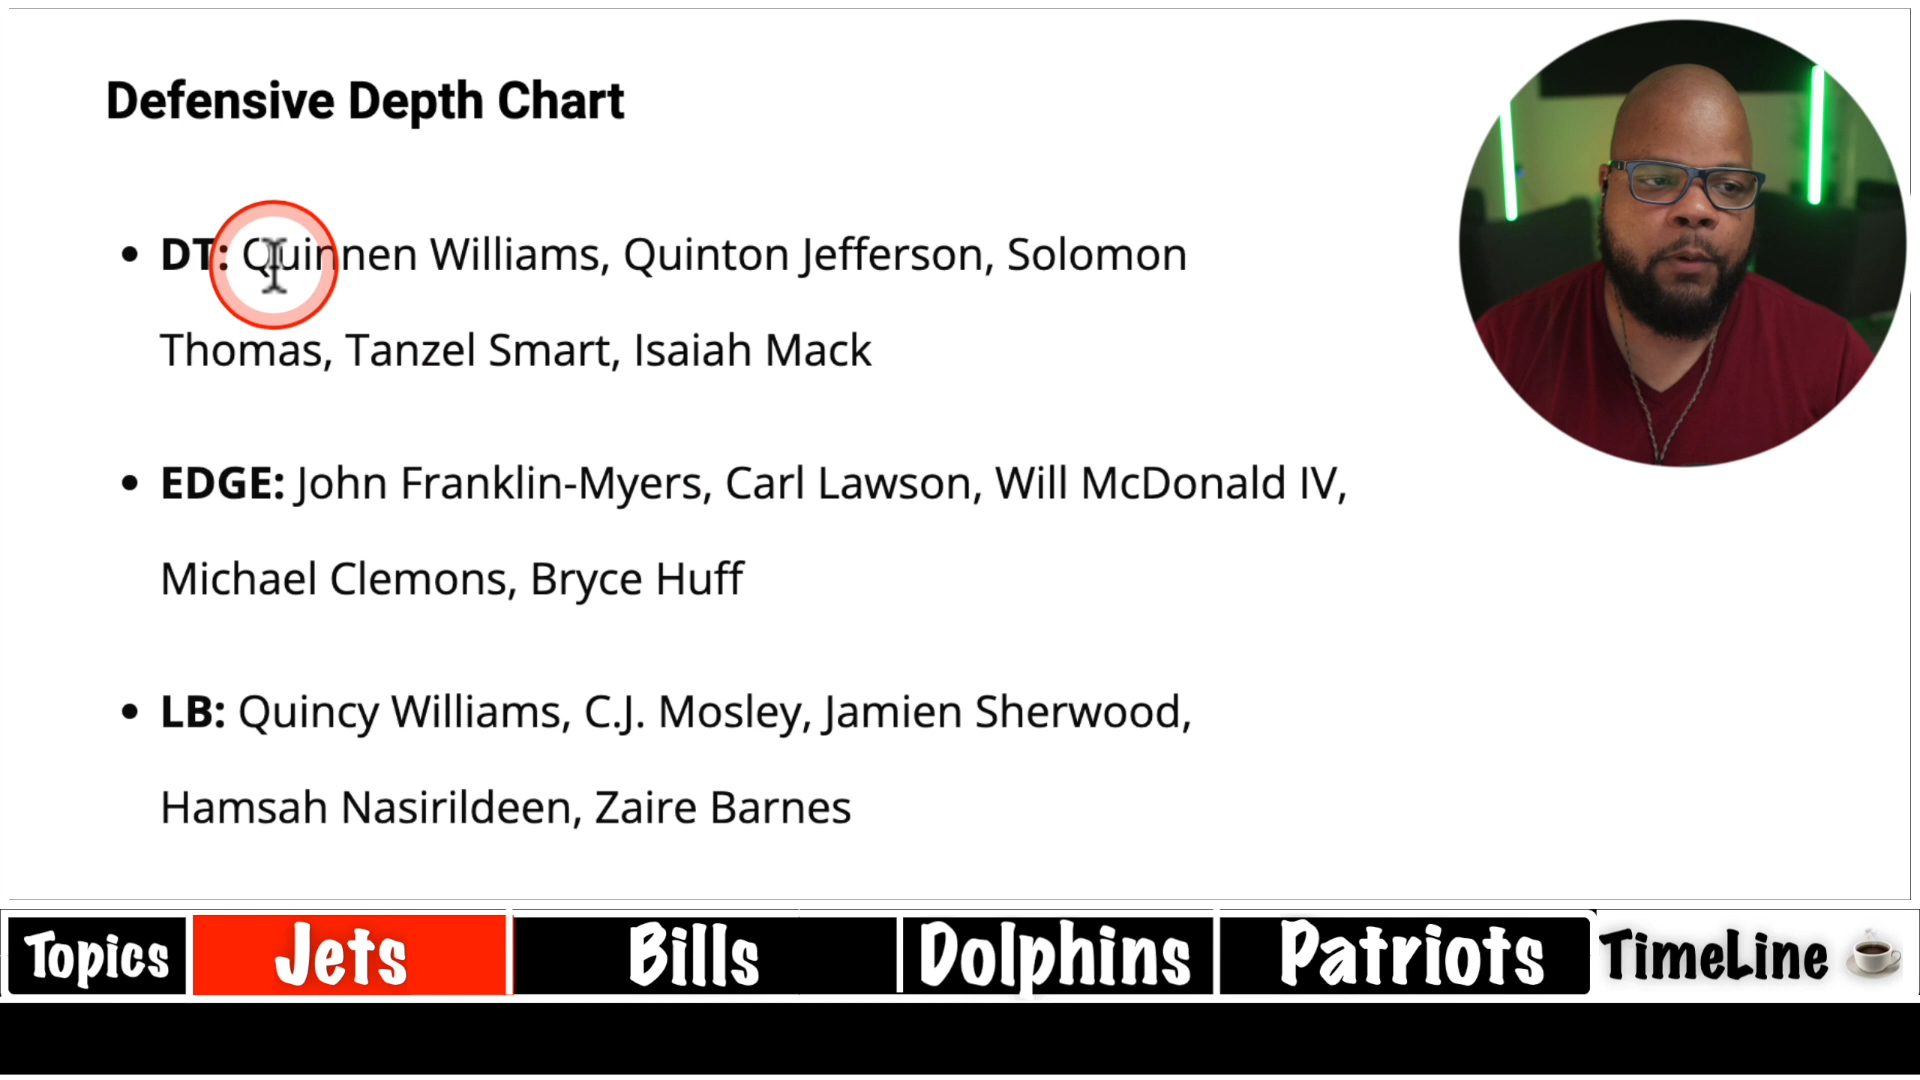 Defensive Depth Chart
DT: Quinnen Williams, Quinton Jefferson, Solomon
Thomas, Tanzel Smart, Isaiah Mack
EDGE: John Franklin-Myers, Carl Lawson, Will McDonald IV,
Michael Clemons, Bryce Huff
LB: Quincy Williams, C.J. Mosley, Jamien Sherwood,
Hamsah Nasirildeen, Zaire Barnes
Topics Jets Bills Dolphins Patriots TimeLine